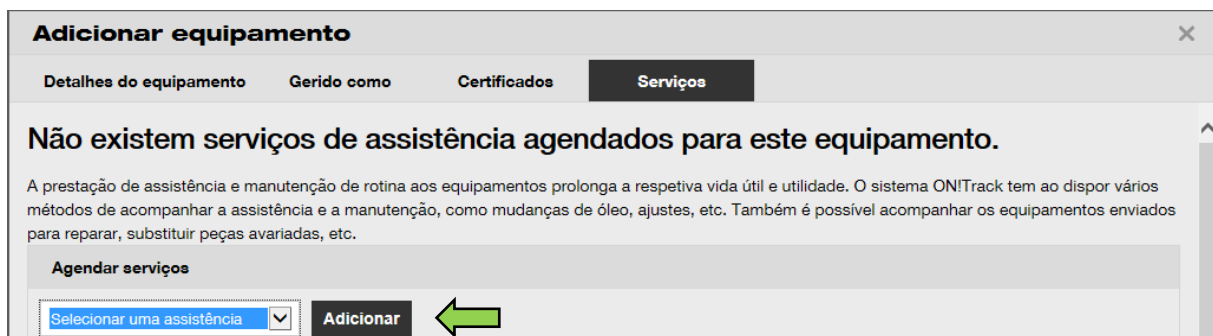 Adicionar equipamento
Detalhes do equipamento Gerido como Certificados Serviços
Não existem serviços de assistência agendados para este equipamento.
A prestação de assistência e manutenção de rotina aos equipamentos prolonga a respetiva vida útil e utilidade. O sistema ON!Track tem ao dispor vários
métodos de acompanhar a assistência e a manutenção, como mudanças de óleo, ajustes, etc. Também é possível acompanhar os equipamentos enviados
para reparar, substituir peças avariadas, etc.
Agendar serviços
Selecionar uma assistência Adicionar